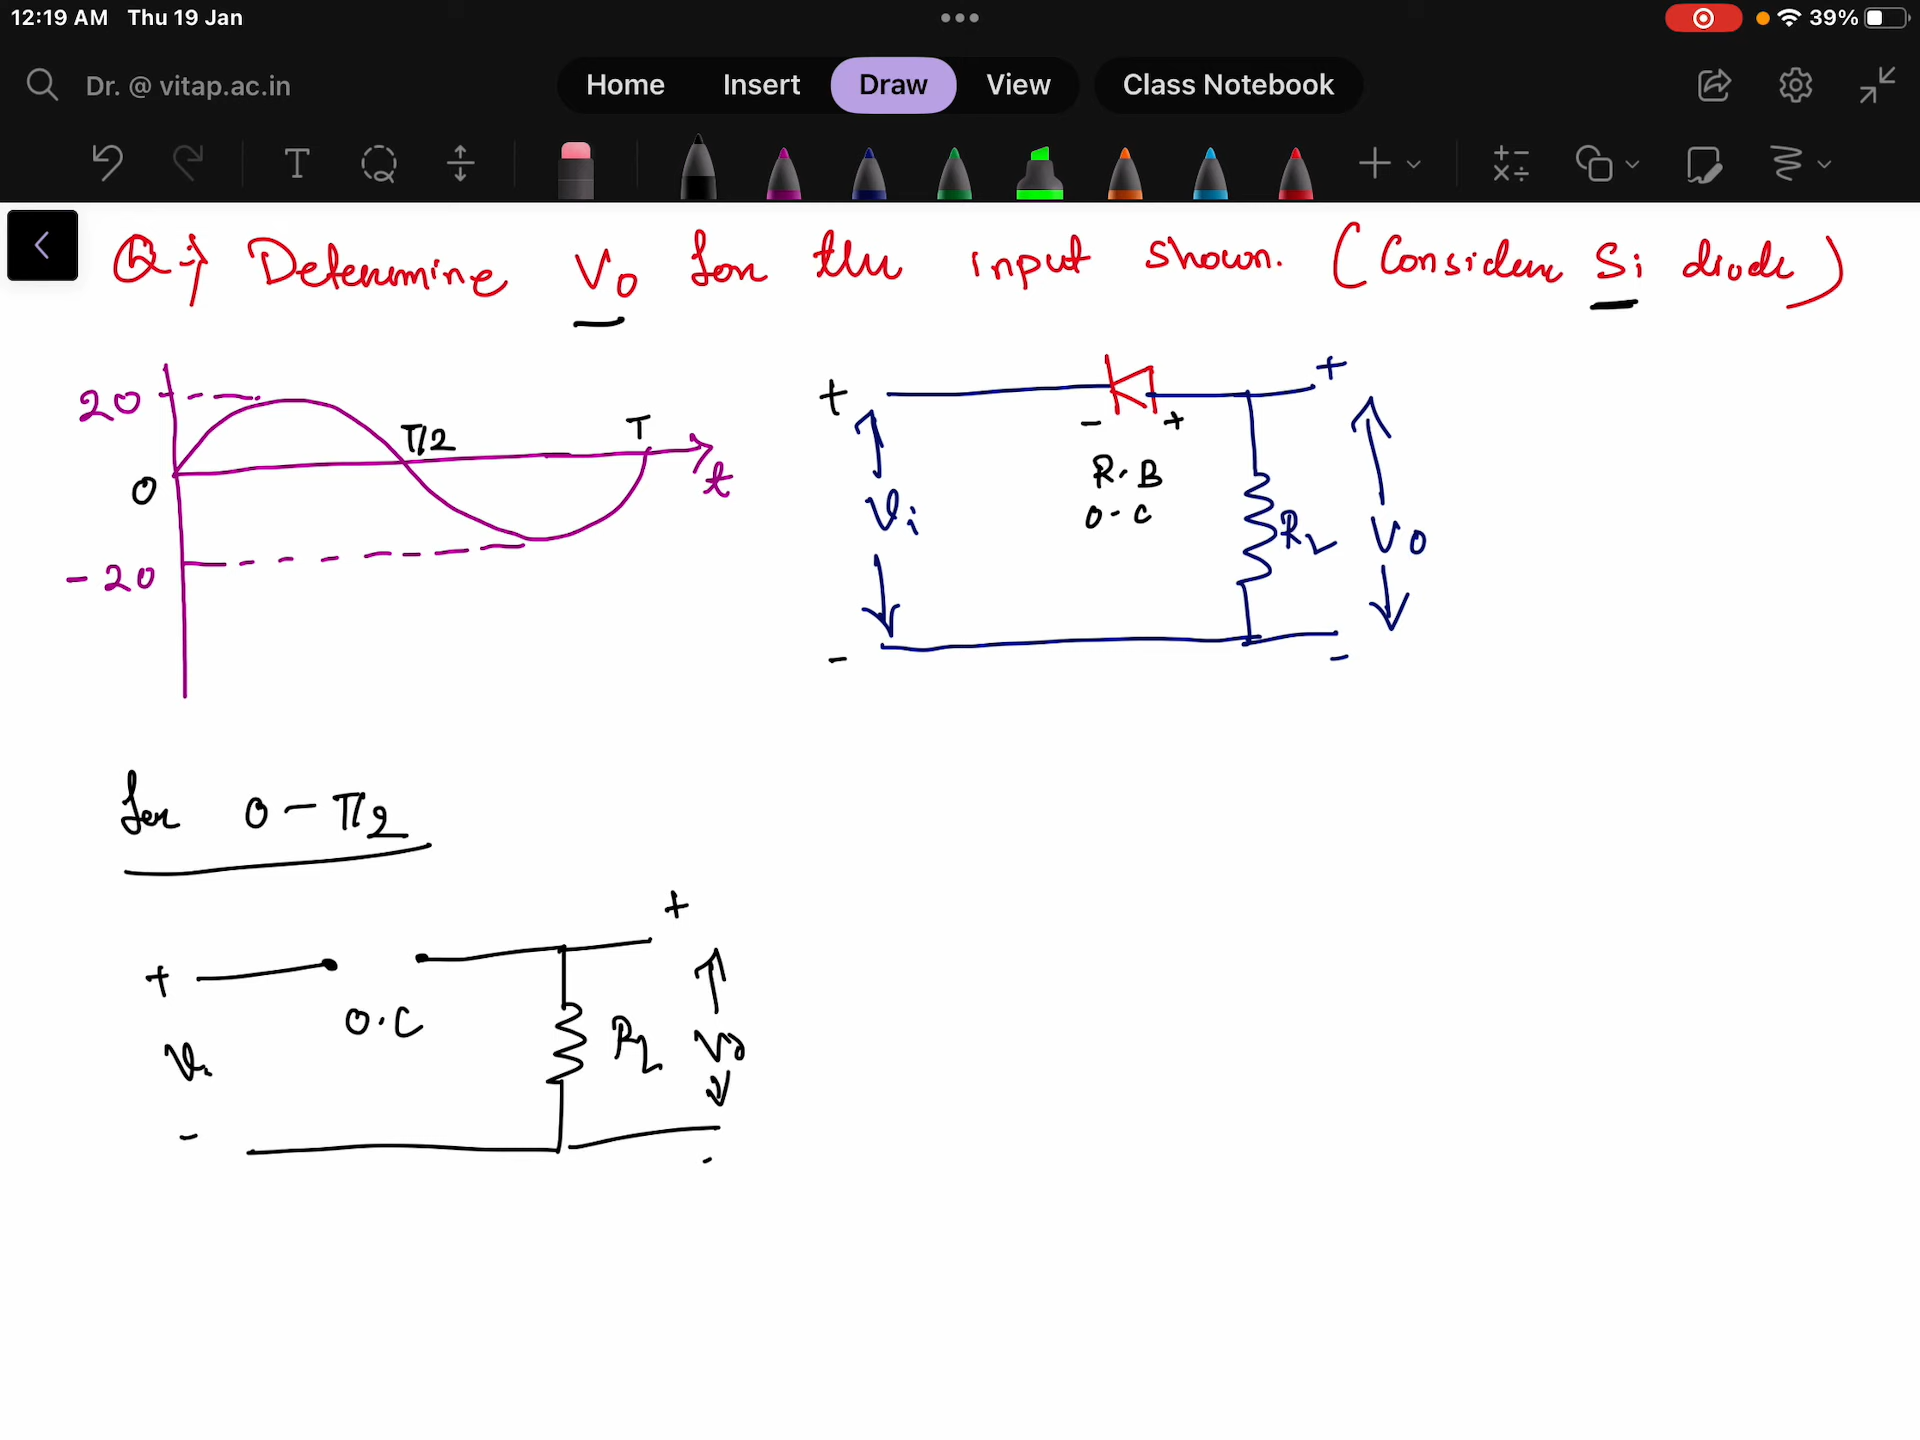 12:19 AM Thu 19 Jan
39%
Dr. @ vitap.ac.in
Home Insert Draw View Class Notebook
T
Q→ Determine Vo for the input shown. (Consider Si diode)
20
T/2
T
0
t
-20
+
+
- +
R.B
O.C
Vi
RL
Vo
-
-
for 0 - T/2
+
+
O.C
Vi
RL
Vo
-
-